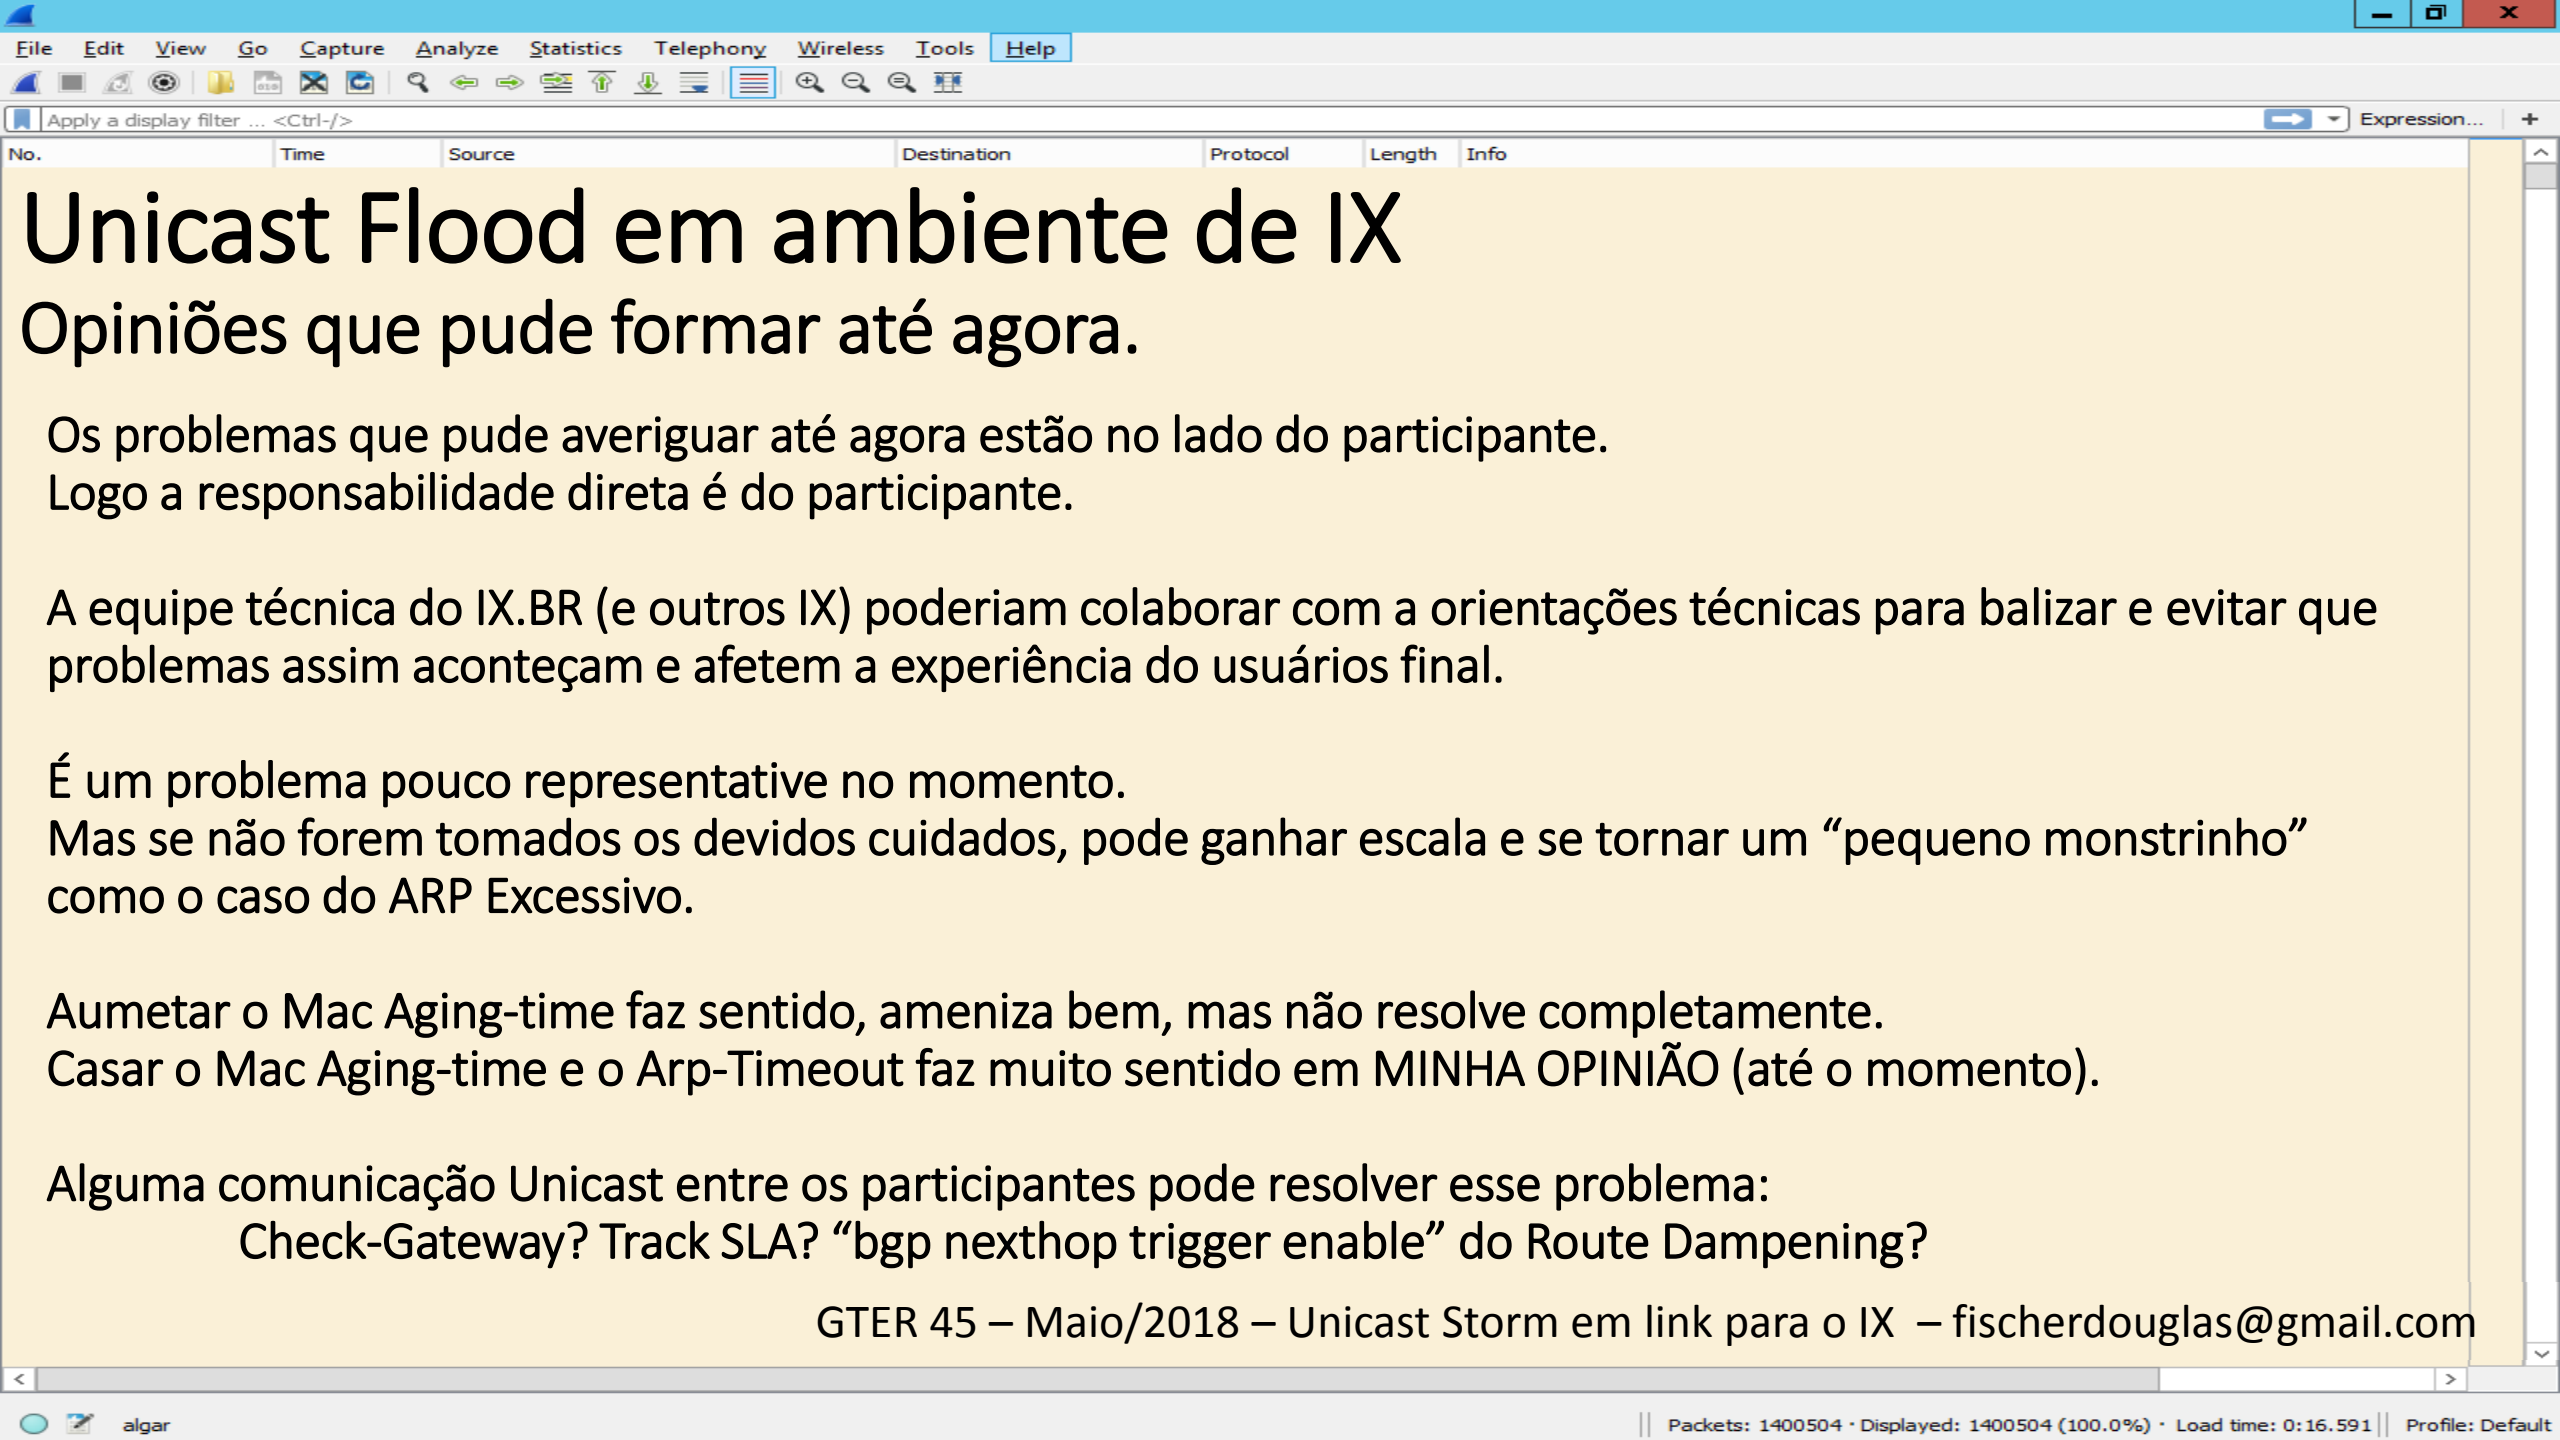 File Edit View Go Capture Analyze Statistics Telephony Wireless Tools Help
Apply a display filter ... <Ctrl-/> Expression... +
No. Time Source Destination Protocol Length Info
Unicast Flood em ambiente de IX
Opiniões que pude formar até agora.
Os problemas que pude averiguar até agora estão no lado do participante.
Logo a responsabilidade direta é do participante.
A equipe técnica do IX.BR (e outros IX) poderiam colaborar com a orientações técnicas para balizar e evitar que
problemas assim aconteçam e afetem a experiência do usuários final.
É um problema pouco representative no momento.
Mas se não forem tomados os devidos cuidados, pode ganhar escala e se tornar um “pequeno monstrinho”
como o caso do ARP Excessivo.
Aumetar o Mac Aging-time faz sentido, ameniza bem, mas não resolve completamente.
Casar o Mac Aging-time e o Arp-Timeout faz muito sentido em MINHA OPINIÃO (até o momento).
Alguma comunicação Unicast entre os participantes pode resolver esse problema:
Check-Gateway? Track SLA? “bgp nexthop trigger enable” do Route Dampening?
GTER 45 – Maio/2018 – Unicast Storm em link para o IX – fischerdouglas@gmail.com
algar Packets: 1400504 · Displayed: 1400504 (100.0%) · Load time: 0:16.591 Profile: Default